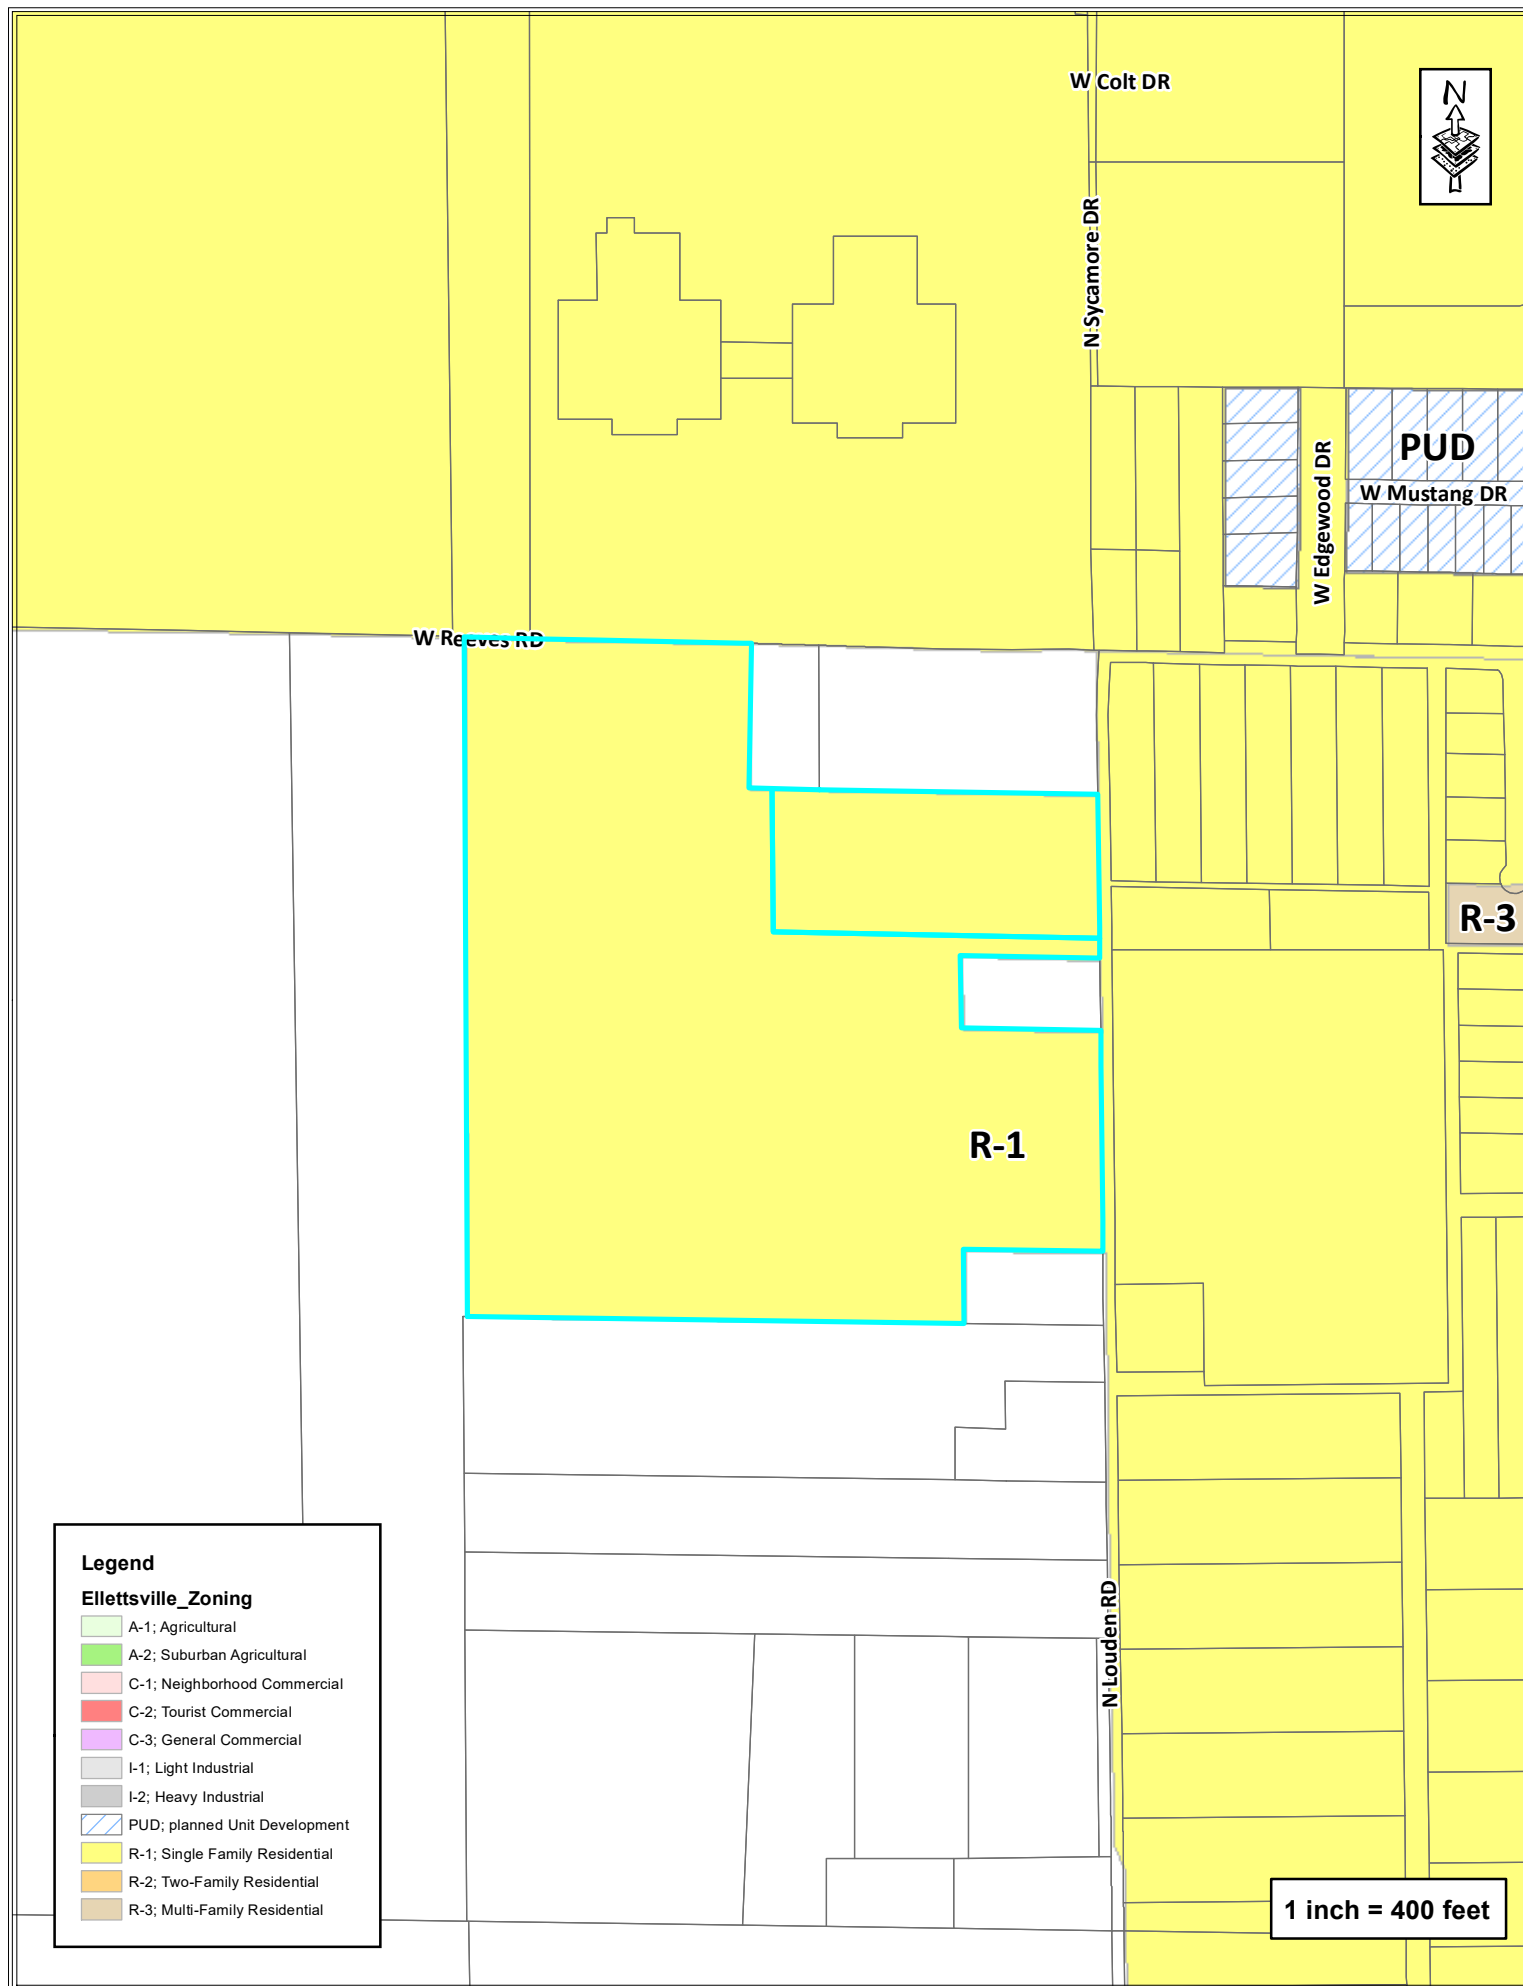 W Colt DR
N
N Sycamore DR
PUD
W Mustang DR
W Edgewood DR
W Reeves RD
R-3
R-1
N Louden RD
Legend
Ellettsville_Zoning
A-1; Agricultural
A-2; Suburban Agricultural
C-1; Neighborhood Commercial
C-2; Tourist Commercial
C-3; General Commercial
I-1; Light Industrial
I-2; Heavy Industrial
PUD; planned Unit Development
R-1; Single Family Residential
R-2; Two-Family Residential
R-3; Multi-Family Residential
1 inch = 400 feet